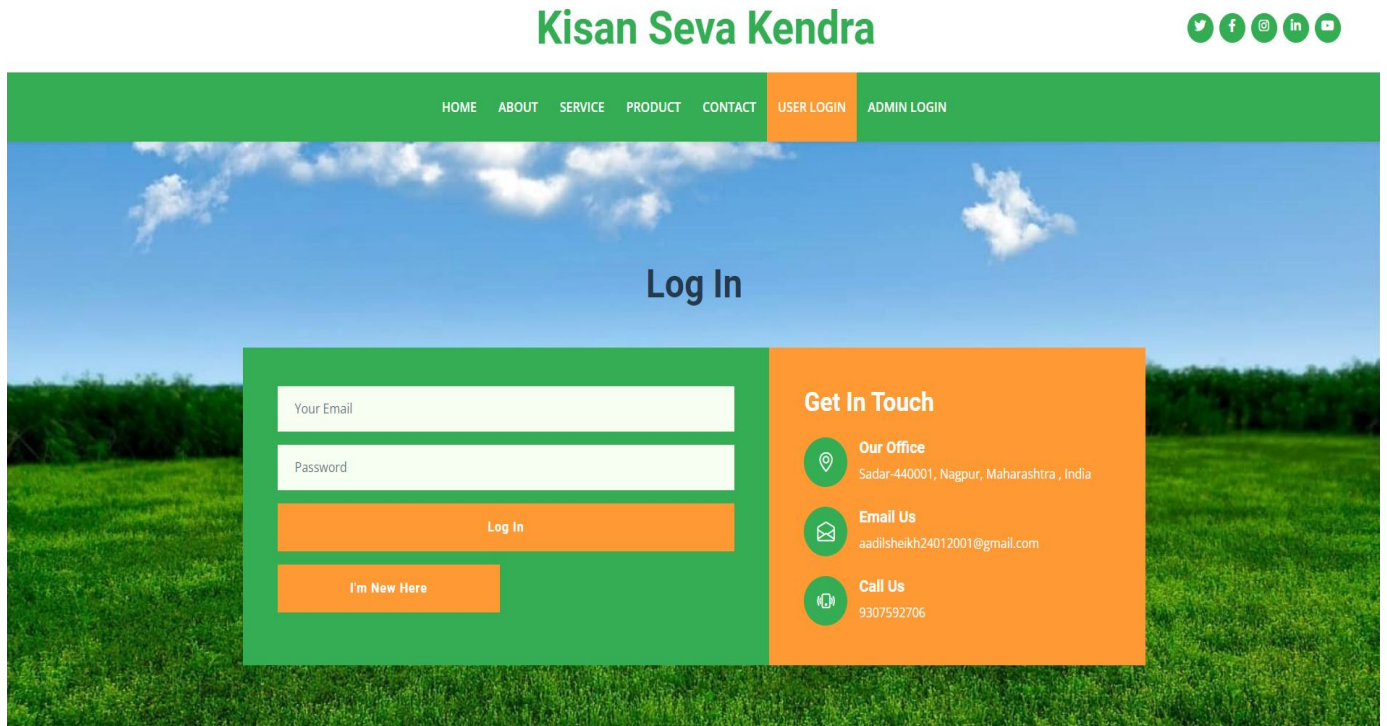 Kisan Seva Kendra
HOME ABOUT SERVICE PRODUCT CONTACT USER LOGIN ADMIN LOGIN
Log In
Your Email
Password
Log In
I'm New Here
Get In Touch
Our Office
Sadar-440001, Nagpur, Maharashtra , India
Email Us
aadilsheikh24012001@gmail.com
Call Us
9307592706